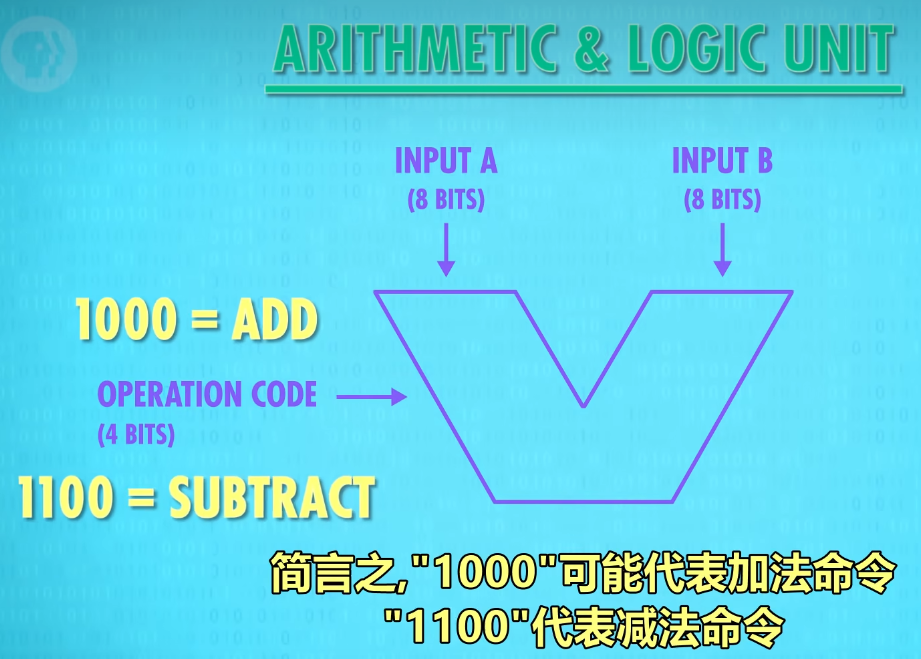 ARITHMETIC & LOGIC UNIT
INPUT A
(8 BITS)
INPUT B
(8 BITS)
1000 = ADD
OPERATION CODE
(4 BITS)
1100 = SUBTRACT
简言之,"1000"可能代表加法命令
"1100"代表减法命令